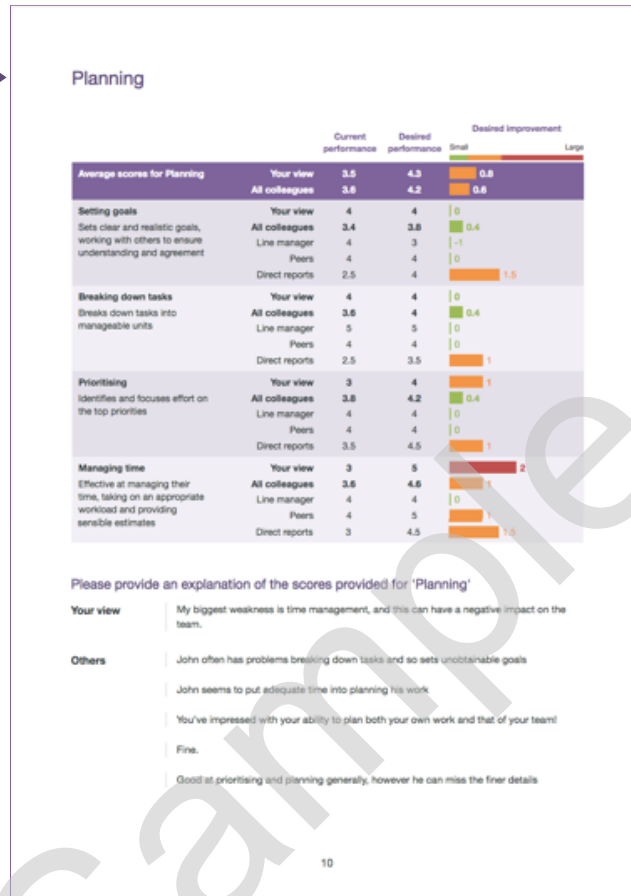 Planning
Current performance
Desired performance
Desired improvement
Small Large
Average scores for Planning Your view 3.5 4.3 0.8
All colleagues 3.6 4.2 0.6
Setting goals Your view 4 4 0
Sets clear and realistic goals, All colleagues 3.4 3.8 0.4
working with others to ensure Line manager 4 3 -1
understanding and agreement Peers 4 4 0
Direct reports 2.5 4 1.5
Breaking down tasks Your view 4 4 0
Breaks down tasks into All colleagues 3.6 4 0.4
manageable units Line manager 5 5 0
Peers 4 4 0
Direct reports 2.5 3.5 1
Prioritising Your view 3 4 1
Identifies and focuses effort on All colleagues 3.8 4.2 0.4
the top priorities Line manager 4 4 0
Peers 4 4 0
Direct reports 3.5 4.5 1
Managing time Your view 3 5 2
Effective at managing their All colleagues 3.6 4.6 1
time, taking on an appropriate Line manager 4 4 0
workload and providing Peers 4 5 1
sensible estimates Direct reports 3 4.5 1.5
Please provide an explanation of the scores provided for 'Planning'
Your view My biggest weakness is time management, and this can have a negative impact on the
team.
Others John often has problems breaking down tasks and so sets unobtainable goals
John seems to put adequate time into planning his work
You've impressed with your ability to plan both your own work and that of your team!
Fine.
Good at prioritising and planning generally, however he can miss the finer details
10
Sample